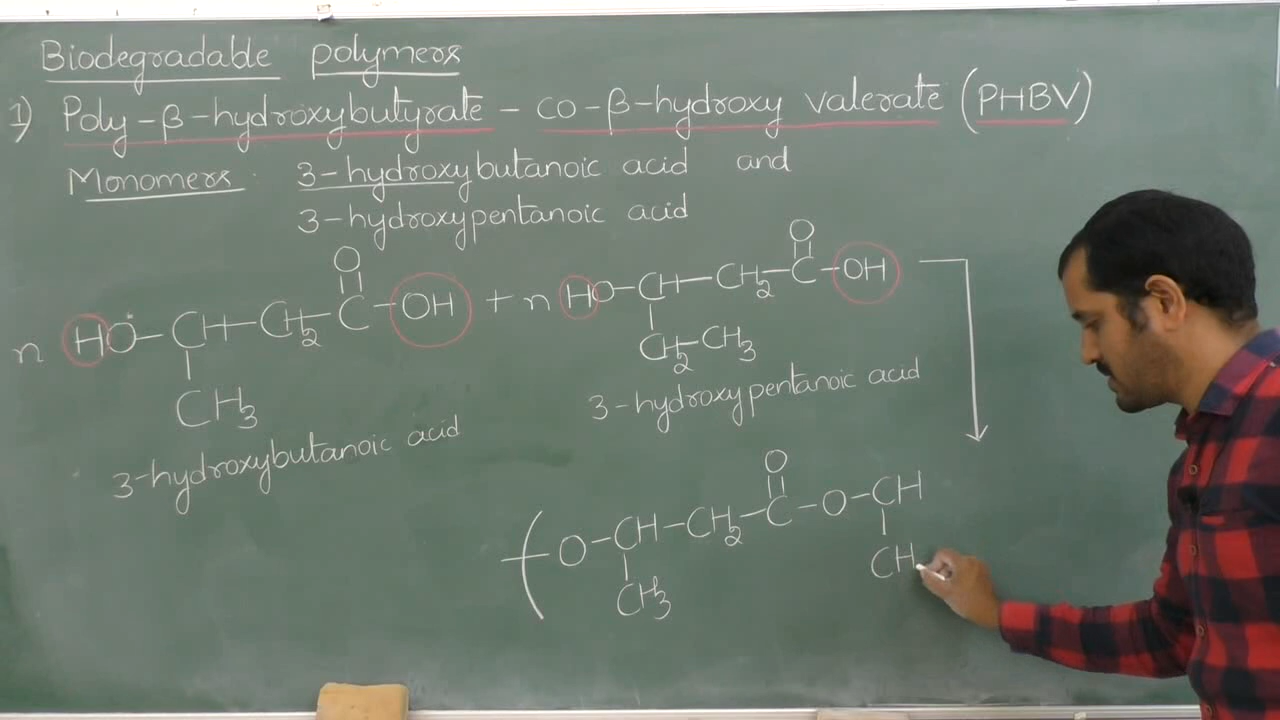 Biodegradable polymers
1) Poly-β-hydroxybutyrate - co-β-hydroxy valerate (PHBV)
Monomers 3-hydroxybutanoic acid and
3-hydroxypentanoic acid
O
||
n HO-CH-CH2-C-OH + n HO-CH-CH2-C-OH
|
CH3
O
||
CH2-CH3
3-hydroxybutanoic acid
3-hydroxypentanoic acid
O
||
( O-CH-CH2-C-O-CH
| |
CH3 CH